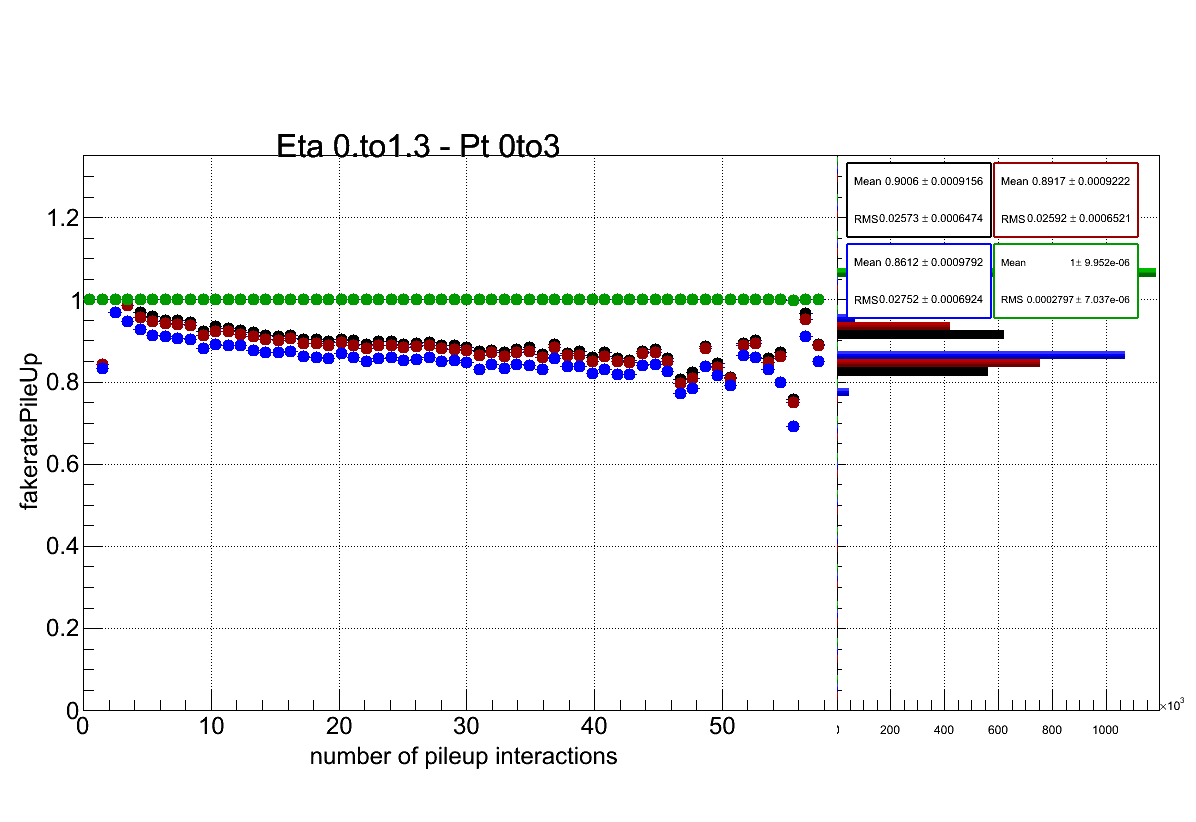 Eta 0.to1.3 - Pt 0to3
fakeratePileUp
1.2
1
0.8
0.6
0.4
0.2
0
0 10 20 30 40 50
number of pileup interactions
Mean 0.9006 ± 0.0009156
RMS 0.02573 ± 0.0006474
Mean 0.8917 ± 0.0009222
RMS 0.02592 ± 0.0006521
Mean 0.8612 ± 0.0009792
RMS 0.02752 ± 0.0006924
Mean 1± 9.952e-06
RMS 0.0002797± 7.037e-06
200 400 600 800 1000
×10³